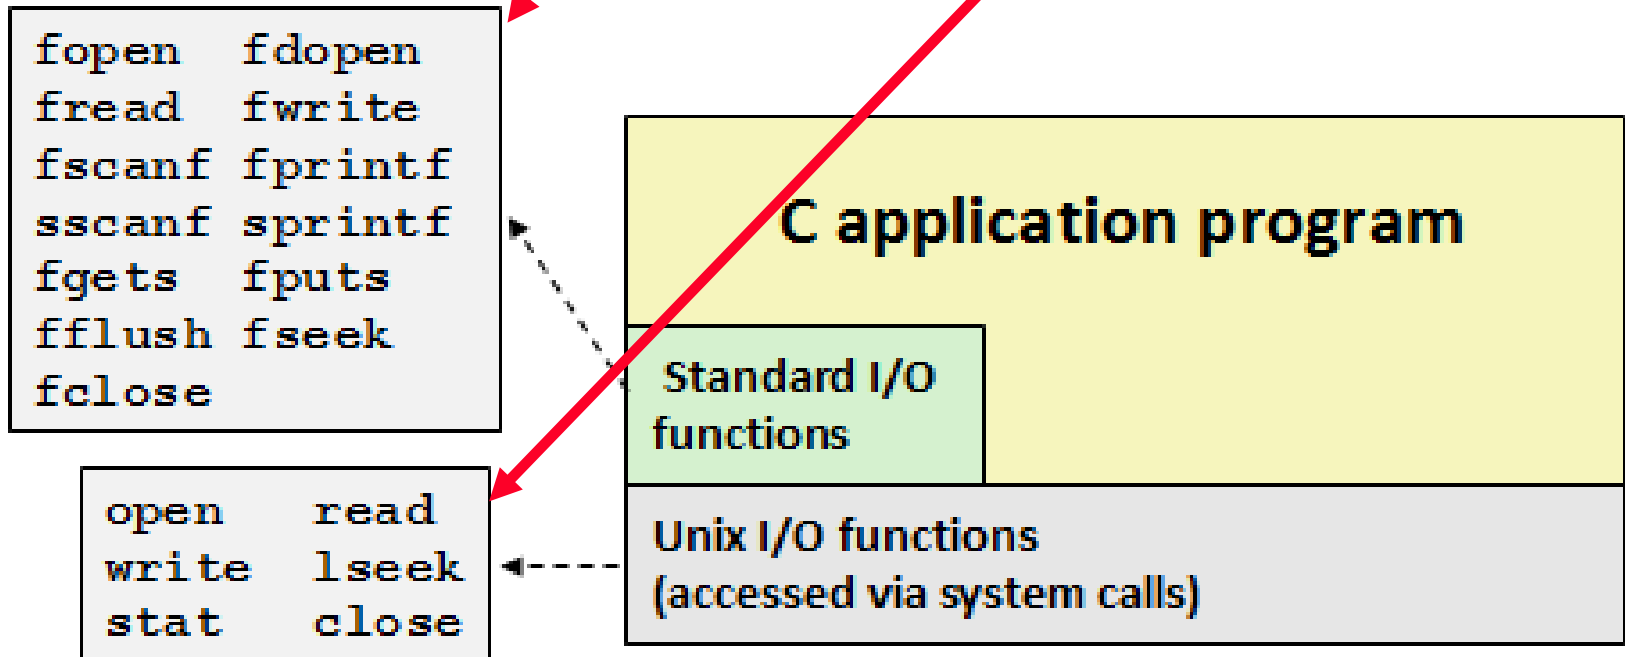 fopen fdopen
fread fwrite
fscanf fprintf
sscanf sprintf
fgets fputs
fflush fseek
fclose
C application program
Standard I/O
functions
open read
write lseek
stat close
Unix I/O functions
(accessed via system calls)